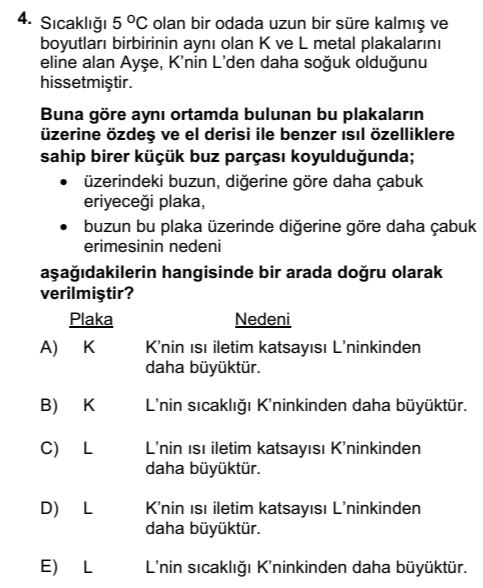 4. Sıcaklığı 5 ºC olan bir odada uzun bir süre kalmış ve
boyutları birbirinin aynı olan K ve L metal plakalarını
eline alan Ayşe, K’nin L’den daha soğuk olduğunu
hissetmiştir.
Buna göre aynı ortamda bulunan bu plakaların
üzerine özdeş ve el derisi ile benzer ısıl özelliklere
sahip birer küçük buz parçası koyulduğunda;
• üzerindeki buzun, diğerine göre daha çabuk
eriyeceği plaka,
• buzun bu plaka üzerinde diğerine göre daha çabuk
erimesinin nedeni
aşağıdakilerin hangisinde bir arada doğru olarak
verilmiştir?
Plaka Nedeni
A) K K’nin ısı iletim katsayısı L’ninkinden
daha büyüktür.
B) K L’nin sıcaklığı K’ninkinden daha büyüktür.
C) L L’nin ısı iletim katsayısı K’ninkinden
daha büyüktür.
D) L K’nin ısı iletim katsayısı L’ninkinden
daha büyüktür.
E) L L’nin sıcaklığı K’ninkinden daha büyüktür.